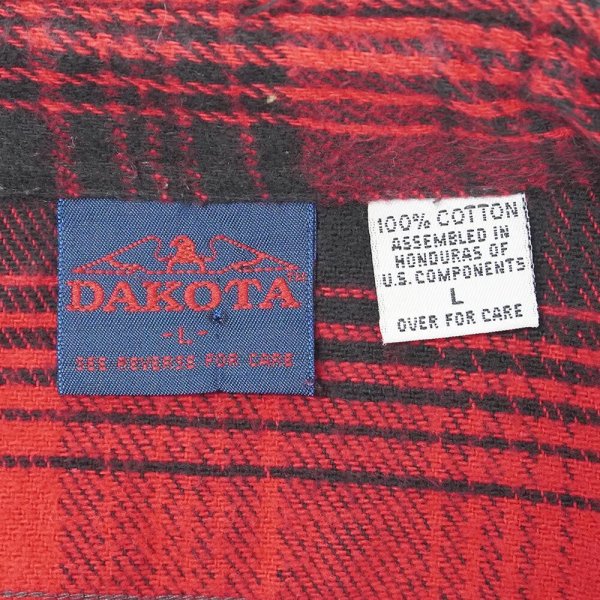 DAKOTA
-L-
SEE REVERSE FOR CARE
100% COTTON
ASSEMBLED IN
HONDURAS OF
U.S. COMPONENTS
L
OVER FOR CARE